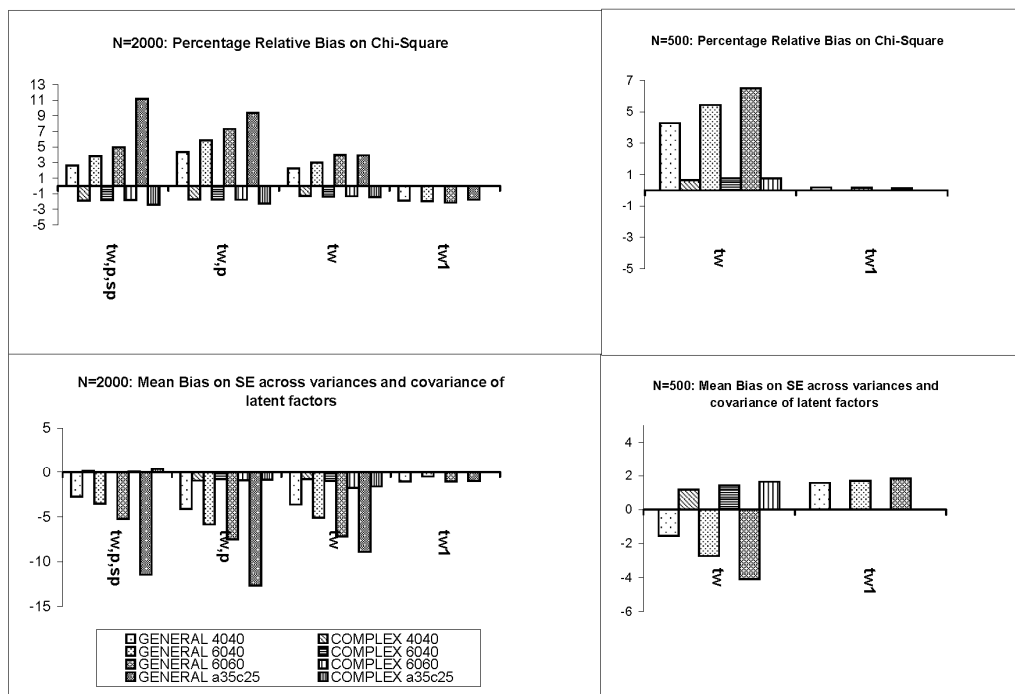 N=2000: Percentage Relative Bias on Chi-Square
13
11
9
7
5
3
1
-1
-3
-5
tw,p,sp
tw,p
tw
tw1
N=500: Percentage Relative Bias on Chi-Square
7
5
3
1
-1
-3
-5
tw
tw1
N=2000: Mean Bias on SE across variances and covariance of
latent factors
5
0
-5
-10
-15
tw,p,sp
tw,p
tw
tw1
GENERAL 4040
COMPLEX 4040
GENERAL 6040
COMPLEX 6040
GENERAL 6060
COMPLEX 6060
GENERAL a35c25
COMPLEX a35c25
N=500: Mean Bias on SE across variances and
covariance of latent factors
4
2
0
-2
-4
-6
tw
tw1